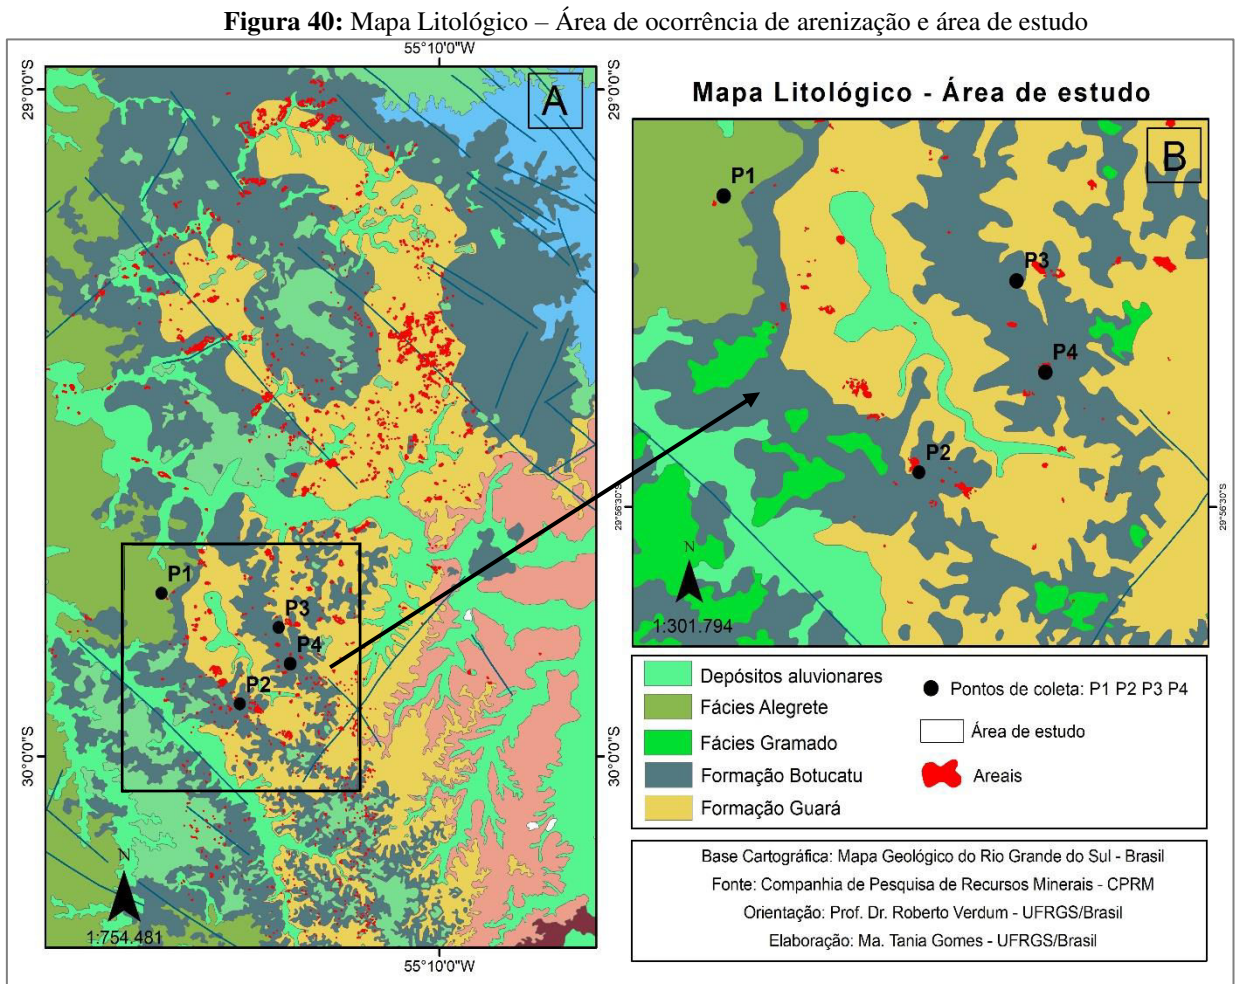 Figura 40: Mapa Litológico – Área de ocorrência de arenização e área de estudo
55°10'0"W
29°0'0"S
A
P1
P3
P4
P2
30°0'0"S
N
1:754.481
55°10'0"W
29°0'0"S
30°0'0"S
Mapa Litológico - Área de estudo
B
P1
P3
P4
P2
29°56'30"S
29°56'30"S
N
1:301.794
Depósitos aluvionares
Fácies Alegrete
Fácies Gramado
Formação Botucatu
Formação Guará
Pontos de coleta: P1 P2 P3 P4
Área de estudo
Areais
Base Cartográfica: Mapa Geológico do Rio Grande do Sul - Brasil
Fonte: Companhia de Pesquisa de Recursos Minerais - CPRM
Orientação: Prof. Dr. Roberto Verdum - UFRGS/Brasil
Elaboração: Ma. Tania Gomes - UFRGS/Brasil